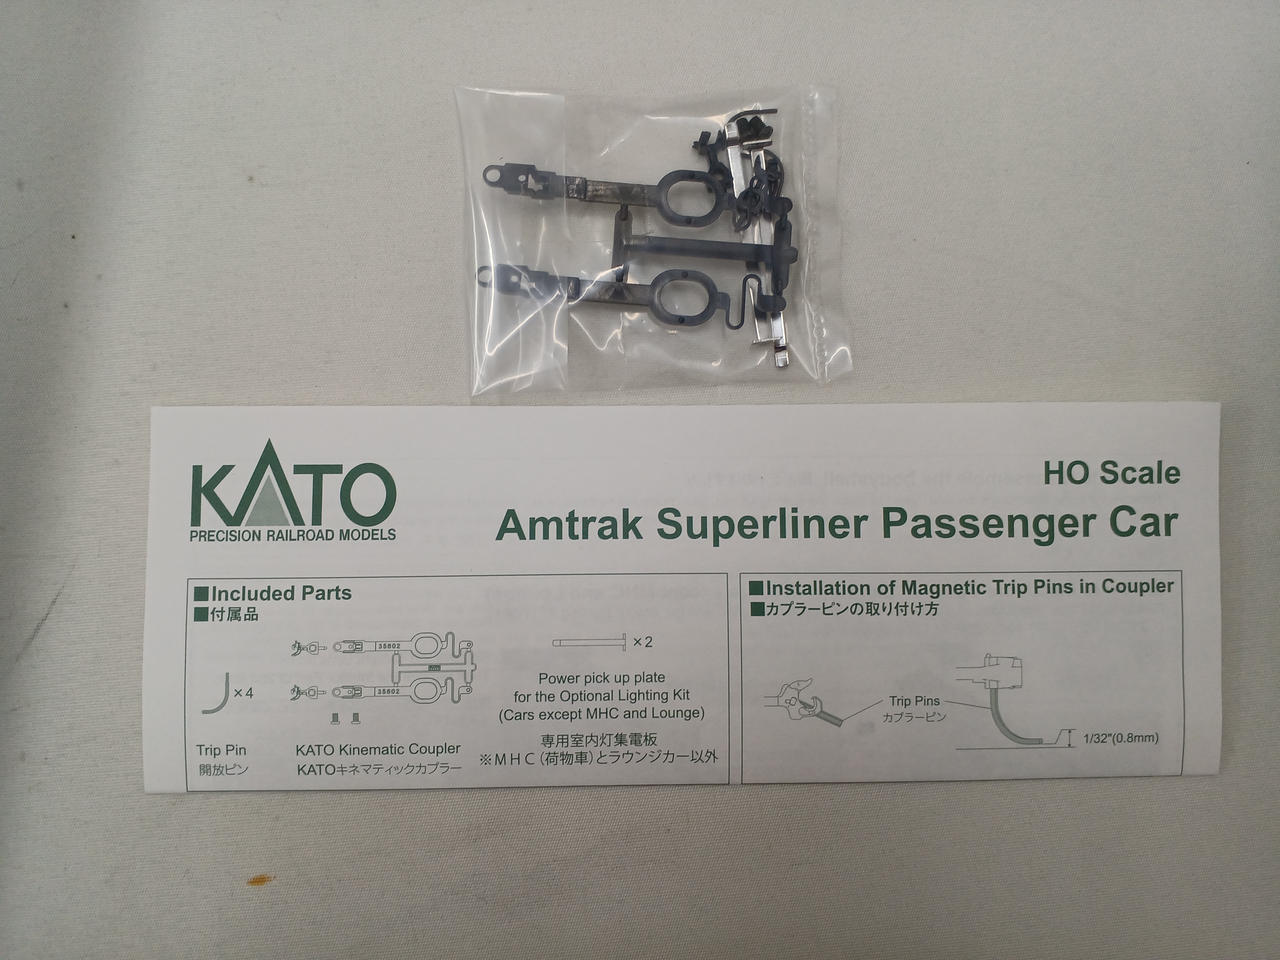 KATO
PRECISION RAILROAD MODELS
HO Scale
Amtrak Superliner Passenger Car
■Included Parts
■付属品
×4
Trip Pin
開放ピン
35602
35602
KATO Kinematic Coupler
KATOキネマティックカプラー
×2
Power pick up plate
for the Optional Lighting Kit
(Cars except MHC and Lounge)
専用室内灯集電板
※MHC(荷物車)とラウンジカー以外
■Installation of Magnetic Trip Pins in Coupler
■カプラーピンの取り付け方
Trip Pins
カプラーピン
1/32"(0.8mm)